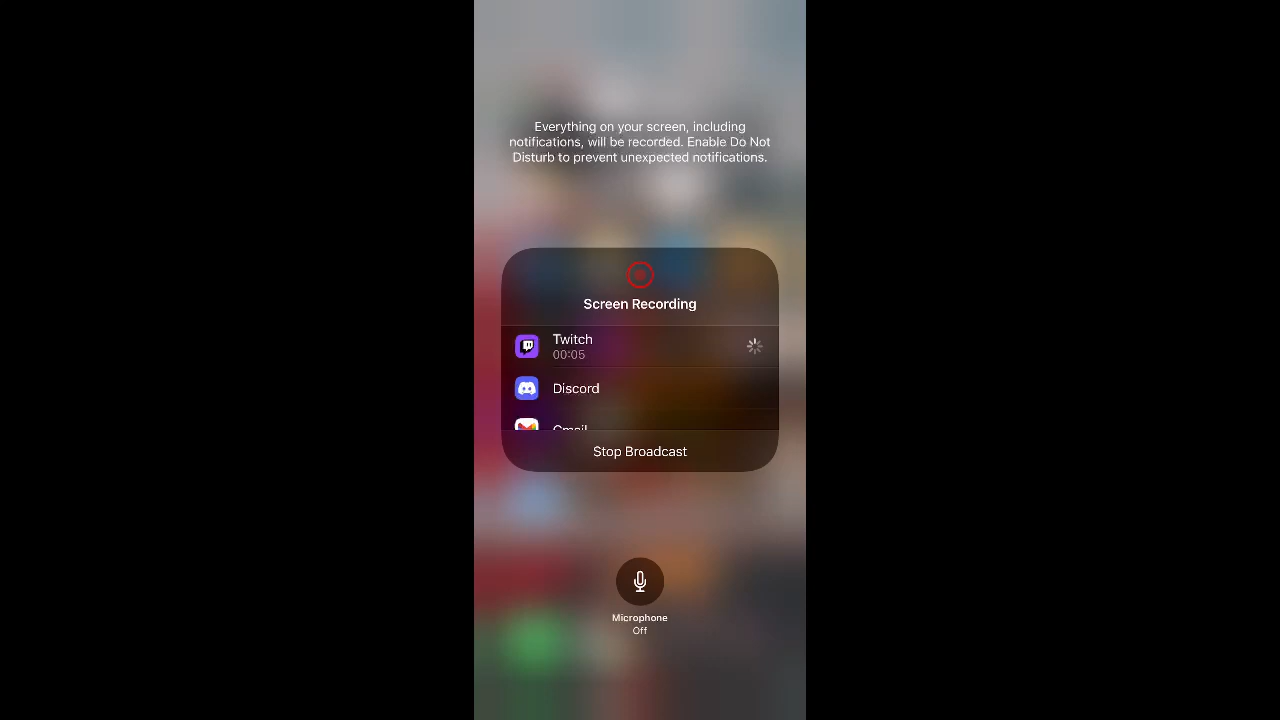 Everything on your screen, including
notifications, will be recorded. Enable Do Not
Disturb to prevent unexpected notifications.
Screen Recording
Twitch
00:05
Discord
Gmail
Stop Broadcast
Microphone
Off